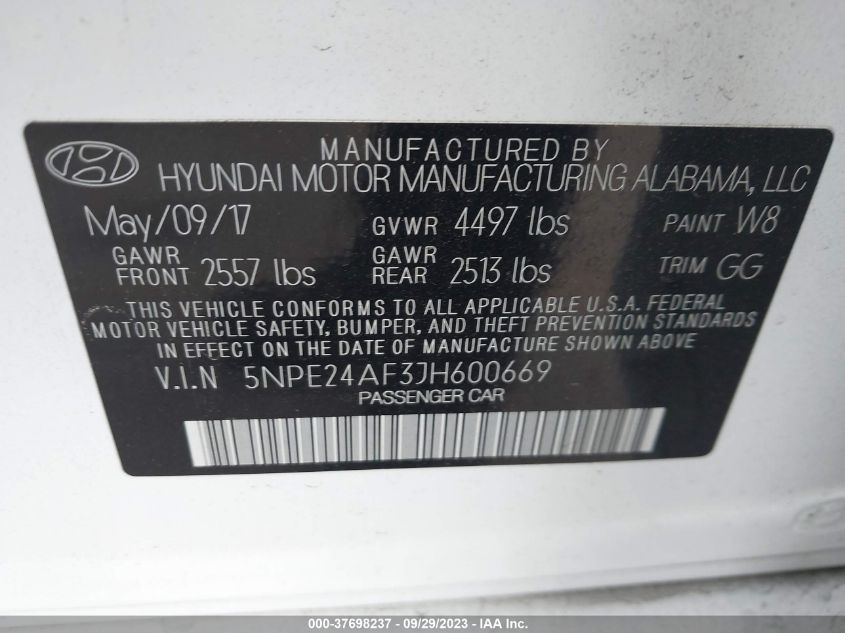 MANUFACTURED BY
HYUNDAI MOTOR MANUFACTURING ALABAMA, LLC
May/09/17 GVWR 4497 lbs PAINT W8
GAWR FRONT 2557 lbs GAWR REAR 2513 lbs TRIM GG
THIS VEHICLE CONFORMS TO ALL APPLICABLE U.S.A. FEDERAL
MOTOR VEHICLE SAFETY, BUMPER, AND THEFT PREVENTION STANDARDS
IN EFFECT ON THE DATE OF MANUFACTURE SHOWN ABOVE
V.I.N 5NPE24AF3JH600669
PASSENGER CAR
000-37698237 - 09/29/2023 - IAA Inc.